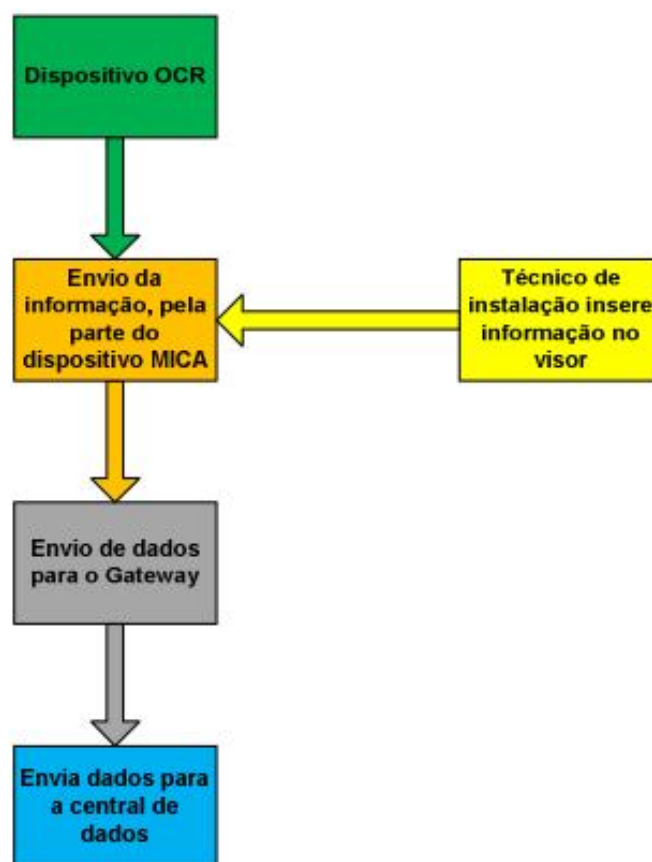 Dispositivo OCR
Envio da
informação, pela
parte do
dispositivo MICA
Técnico de
instalação insere
informação no
visor
Envio de dados
para o Gateway
Envia dados para
a central de
dados